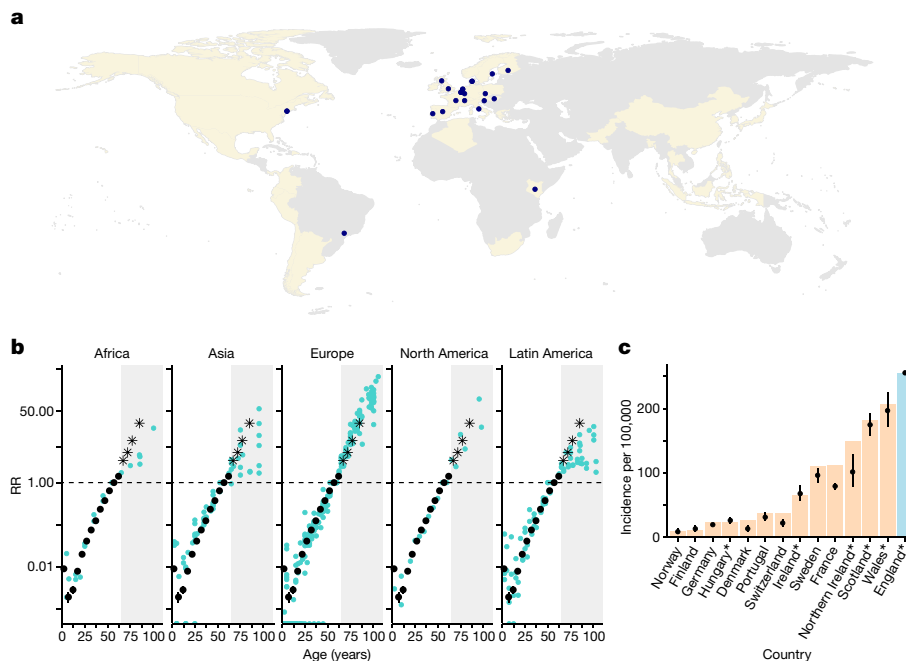 a
b
Africa
Asia
Europe
North America
Latin America
RR
50.00
1.00
0.01
0 25 50 75 100
0 25 50 75 100
0 25 50 75 100
0 25 50 75 100
0 25 50 75 100
Age (years)
c
Incidence per 100,000
200
100
0
Norway
Finland
Germany
Hungary*
Denmark
Portugal
Switzerland
Ireland*
Sweden
France
Northern Ireland*
Scotland*
Wales*
England*
Country